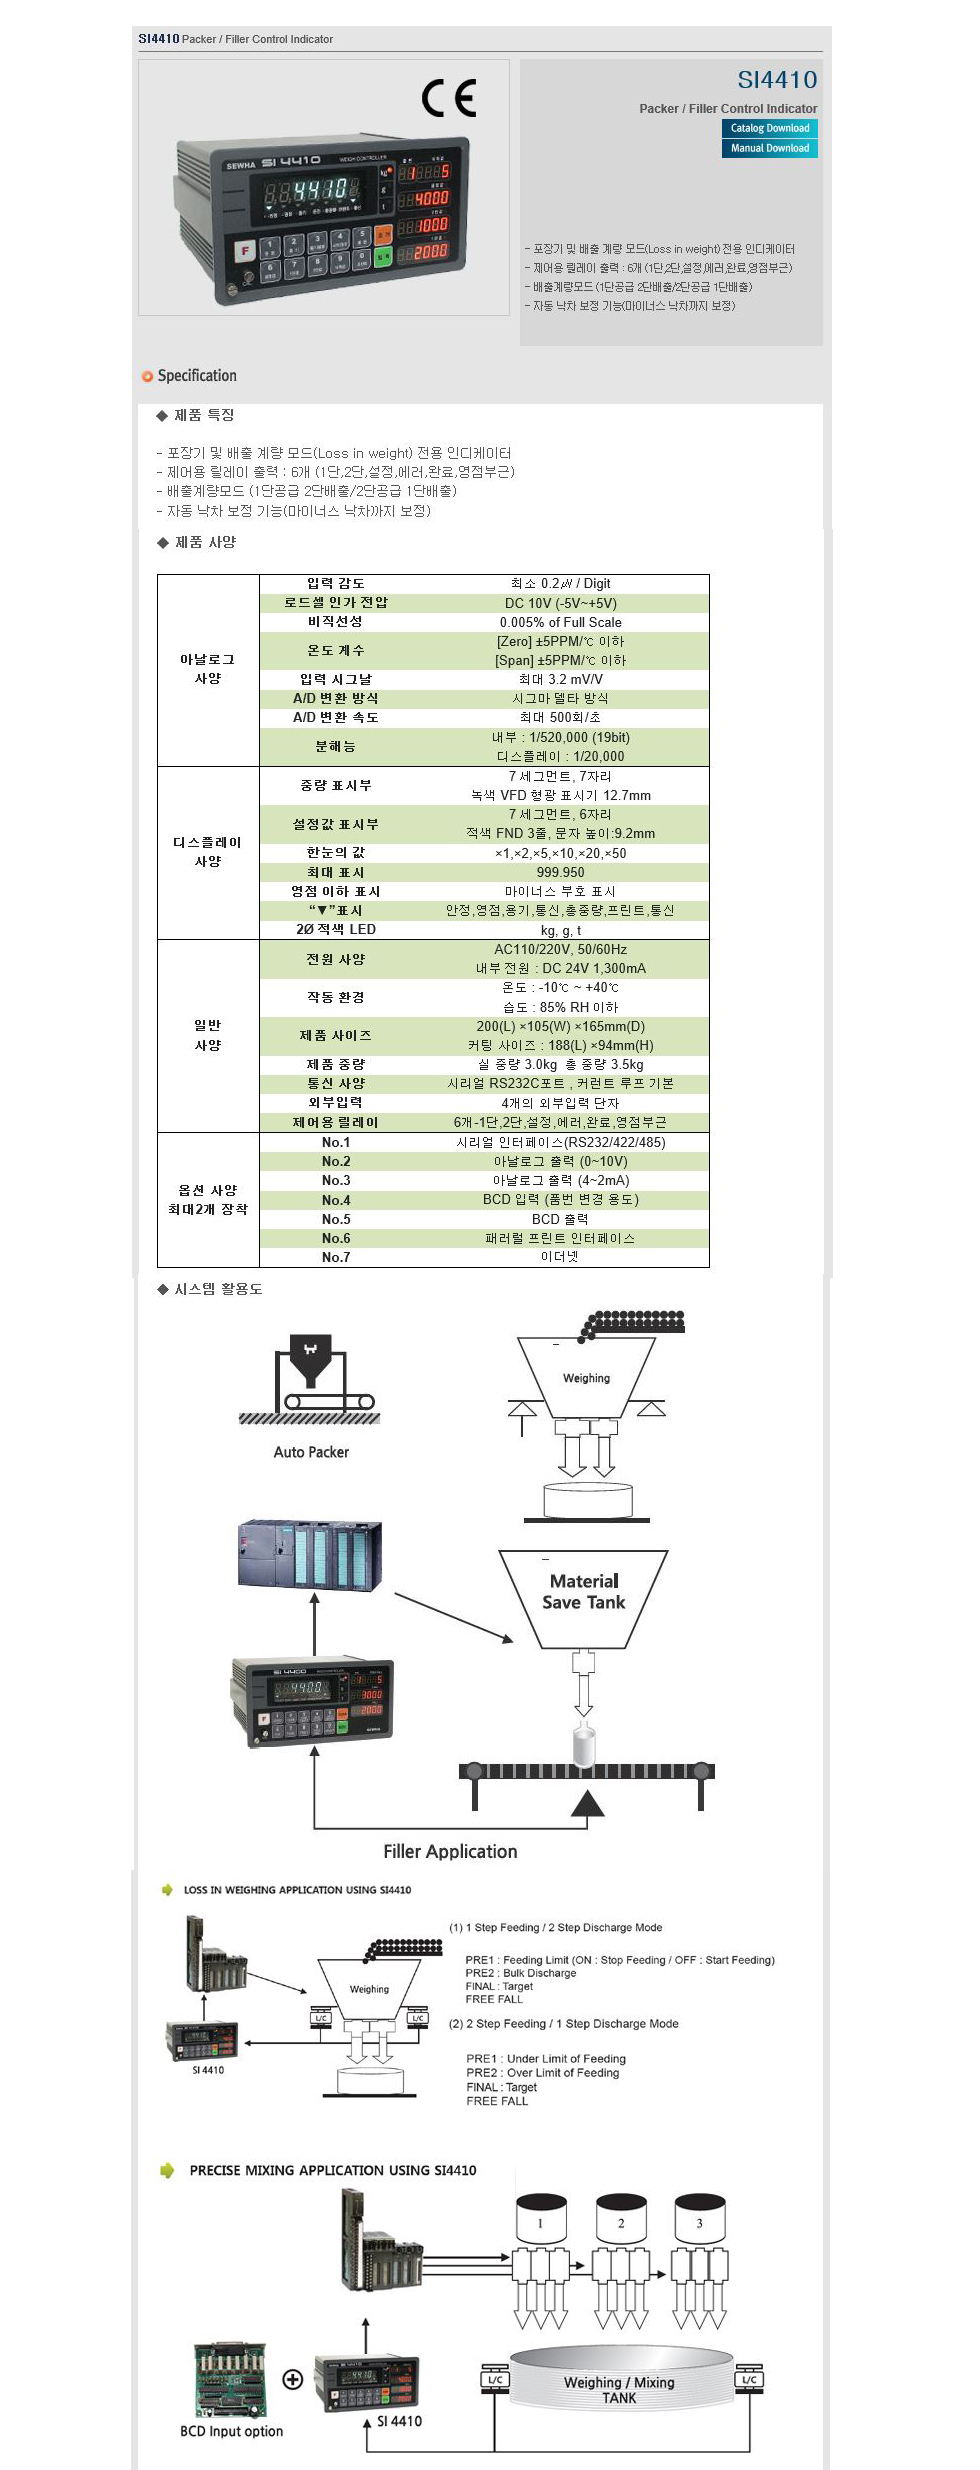 SI4410 Packer / Filler Control Indicator
SI4410
Packer / Filler Control Indicator
Catalog Download
Manual Download
CE
SEWHA SI 4410 WEIGH CONTROLLER
4410
kg
g
t
1 5
4000
1000
2000
F
1 2 3 4 5
6 7 8 9 0
- 포장기 및 배출 계량 모드(Loss in weight) 전용 인디케이터
- 제어용 릴레이 출력 : 6개 (1단,2단,설정,에러,완료,영점부근)
- 배출계량모드 (1단공급 2단배출/2단공급 1단배출)
- 자동 낙차 보정 기능(마이너스 낙차까지 보정)
Specification
◆ 제품 특징
- 포장기 및 배출 계량 모드(Loss in weight) 전용 인디케이터
- 제어용 릴레이 출력 : 6개 (1단,2단,설정,에러,완료,영점부근)
- 배출계량모드 (1단공급 2단배출/2단공급 1단배출)
- 자동 낙차 보정 기능(마이너스 낙차까지 보정)
◆ 제품 사양
아날로그
사양
입력 감도 최소 0.2㎶ / Digit
로드셀 인가 전압 DC 10V (-5V~+5V)
비직선성 0.005% of Full Scale
온도 계수 [Zero] ±5PPM/℃ 이하
[Span] ±5PPM/℃ 이하
입력 시그날 최대 3.2 mV/V
A/D 변환 방식 시그마 델타 방식
A/D 변환 속도 최대 500회/초
분해능 내부 : 1/520,000 (19bit)
디스플레이 : 1/20,000
디스플레이
사양
중량 표시부 7 세그먼트, 7자리
녹색 VFD 형광 표시기 12.7mm
설정값 표시부 7 세그먼트, 6자리
적색 FND 3줄, 문자 높이:9.2mm
한눈의 값 ×1,×2,×5,×10,×20,×50
최대 표시 999.950
영점 이하 표시 마이너스 부호 표시
“▼”표시 안정,영점,용기,통신,총중량,프린트,통신
2Ø 적색 LED kg, g, t
일반
사양
전원 사양 AC110/220V, 50/60Hz
내부 전원 : DC 24V 1,300mA
작동 환경 온도 : -10℃ ~ +40℃
습도 : 85% RH 이하
제품 사이즈 200(L) ×105(W) ×165mm(D)
커팅 사이즈 : 188(L) ×94mm(H)
제품 중량 실 중량 3.0kg 총 중량 3.5kg
통신 사양 시리얼 RS232C포트 , 커런트 루프 기본
외부입력 4개의 외부입력 단자
제어용 릴레이 6개-1단,2단,설정,에러,완료,영점부근
옵션 사양
최대2개 장착
No.1 시리얼 인터페이스(RS232/422/485)
No.2 아날로그 출력 (0~10V)
No.3 아날로그 출력 (4~2mA)
No.4 BCD 입력 (품번 변경 용도)
No.5 BCD 출력
No.6 패러럴 프린트 인터페이스
No.7 이더넷
◆ 시스템 활용도
Auto Packer
Weighing
Material
Save Tank
SI 4400
4400
1 5
3000
2000
F
SEWHA
Filler Application
LOSS IN WEIGHING APPLICATION USING SI4410
Weighing
L/C
L/C
SI 4410
(1) 1 Step Feeding / 2 Step Discharge Mode
PRE1 : Feeding Limit (ON : Stop Feeding / OFF : Start Feeding)
PRE2 : Bulk Discharge
FINAL : Target
FREE FALL
(2) 2 Step Feeding / 1 Step Discharge Mode
PRE1 : Under Limit of Feeding
PRE2 : Over Limit of Feeding
FINAL : Target
FREE FALL
PRECISE MIXING APPLICATION USING SI4410
1
2
3
L/C
Weighing / Mixing
TANK
L/C
BCD Input option
SI 4410